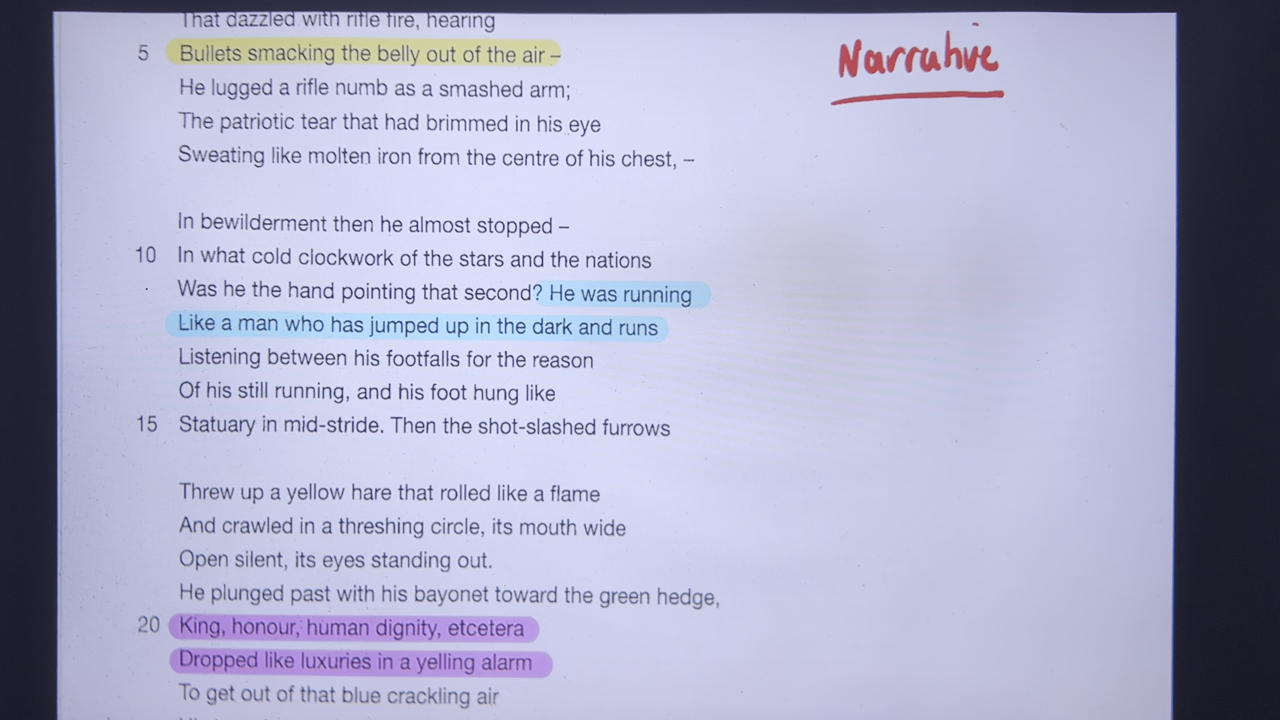 That dazzled with rifle fire, hearing
5 Bullets smacking the belly out of the air –
Narrative
He lugged a rifle numb as a smashed arm;
The patriotic tear that had brimmed in his eye
Sweating like molten iron from the centre of his chest, –
In bewilderment then he almost stopped –
10 In what cold clockwork of the stars and the nations
Was he the hand pointing that second? He was running
Like a man who has jumped up in the dark and runs
Listening between his footfalls for the reason
Of his still running, and his foot hung like
15 Statuary in mid-stride. Then the shot-slashed furrows
Threw up a yellow hare that rolled like a flame
And crawled in a threshing circle, its mouth wide
Open silent, its eyes standing out.
He plunged past with his bayonet toward the green hedge,
20 King, honour, human dignity, etcetera
Dropped like luxuries in a yelling alarm
To get out of that blue crackling air